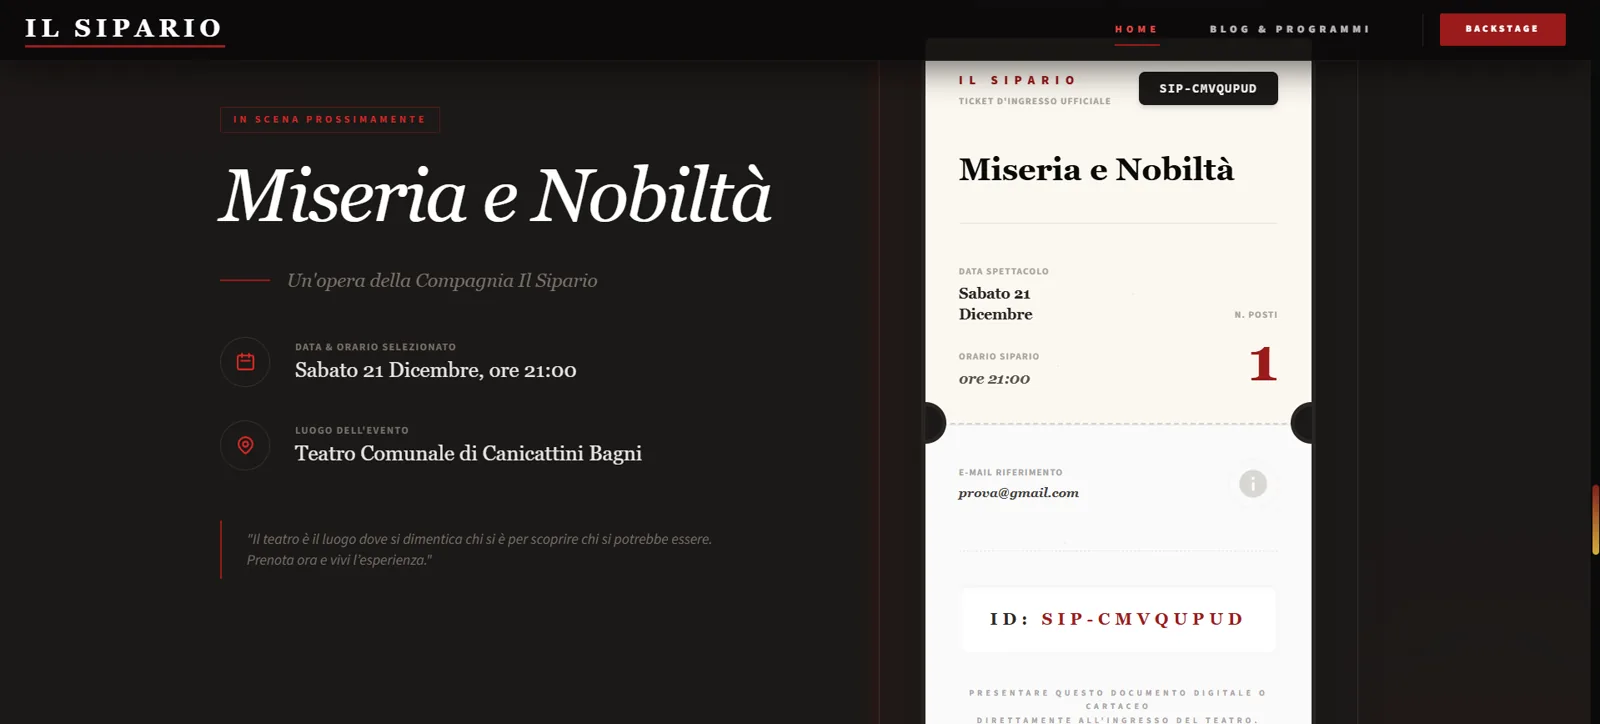 IL SIPARIO
HOME
BLOG & PROGRAMMI
BACKSTAGE
IN SCENA PROSSIMAMENTE
Miseria e Nobiltà
Un'opera della Compagnia Il Sipario
DATA & ORARIO SELEZIONATO
Sabato 21 Dicembre, ore 21:00
LUOGO DELL'EVENTO
Teatro Comunale di Canicattini Bagni
"Il teatro è il luogo dove si dimentica chi si è per scoprire chi si potrebbe essere.
Prenota ora e vivi l'esperienza."
IL SIPARIO
TICKET D'INGRESSO UFFICIALE
SIP-CMVQUPUD
Miseria e Nobiltà
DATA SPETTACOLO
Sabato 21
Dicembre
N. POSTI
ORARIO SIPARIO
ore 21:00
1
E-MAIL RIFERIMENTO
prova@gmail.com
ID: SIP-CMVQUPUD
PRESENTARE QUESTO DOCUMENTO DIGITALE O
CARTACEO
DIRETTAMENTE ALL'INGRESSO DEL TEATRO.